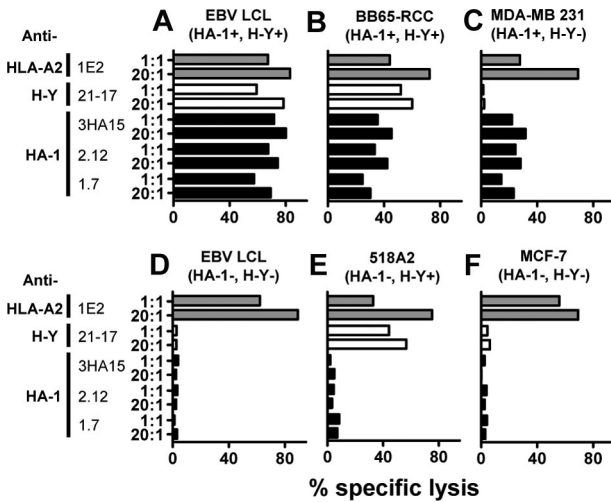 A EBV LCL (HA-1+, H-Y+)
B BB65-RCC (HA-1+, H-Y+)
C MDA-MB 231 (HA-1+, H-Y-)
Anti-
HLA-A2 1E2 1:1
20:1
H-Y 21-17 1:1
20:1
HA-1 3HA15 1:1
20:1
2.12 1:1
20:1
1.7 1:1
20:1
0 40 80 0 40 80 0 40 80
D EBV LCL (HA-1-, H-Y-)
E 518A2 (HA-1-, H-Y+)
F MCF-7 (HA-1-, H-Y-)
Anti-
HLA-A2 1E2 1:1
20:1
H-Y 21-17 1:1
20:1
HA-1 3HA15 1:1
20:1
2.12 1:1
20:1
1.7 1:1
20:1
0 40 80 0 40 80 0 40 80
% specific lysis